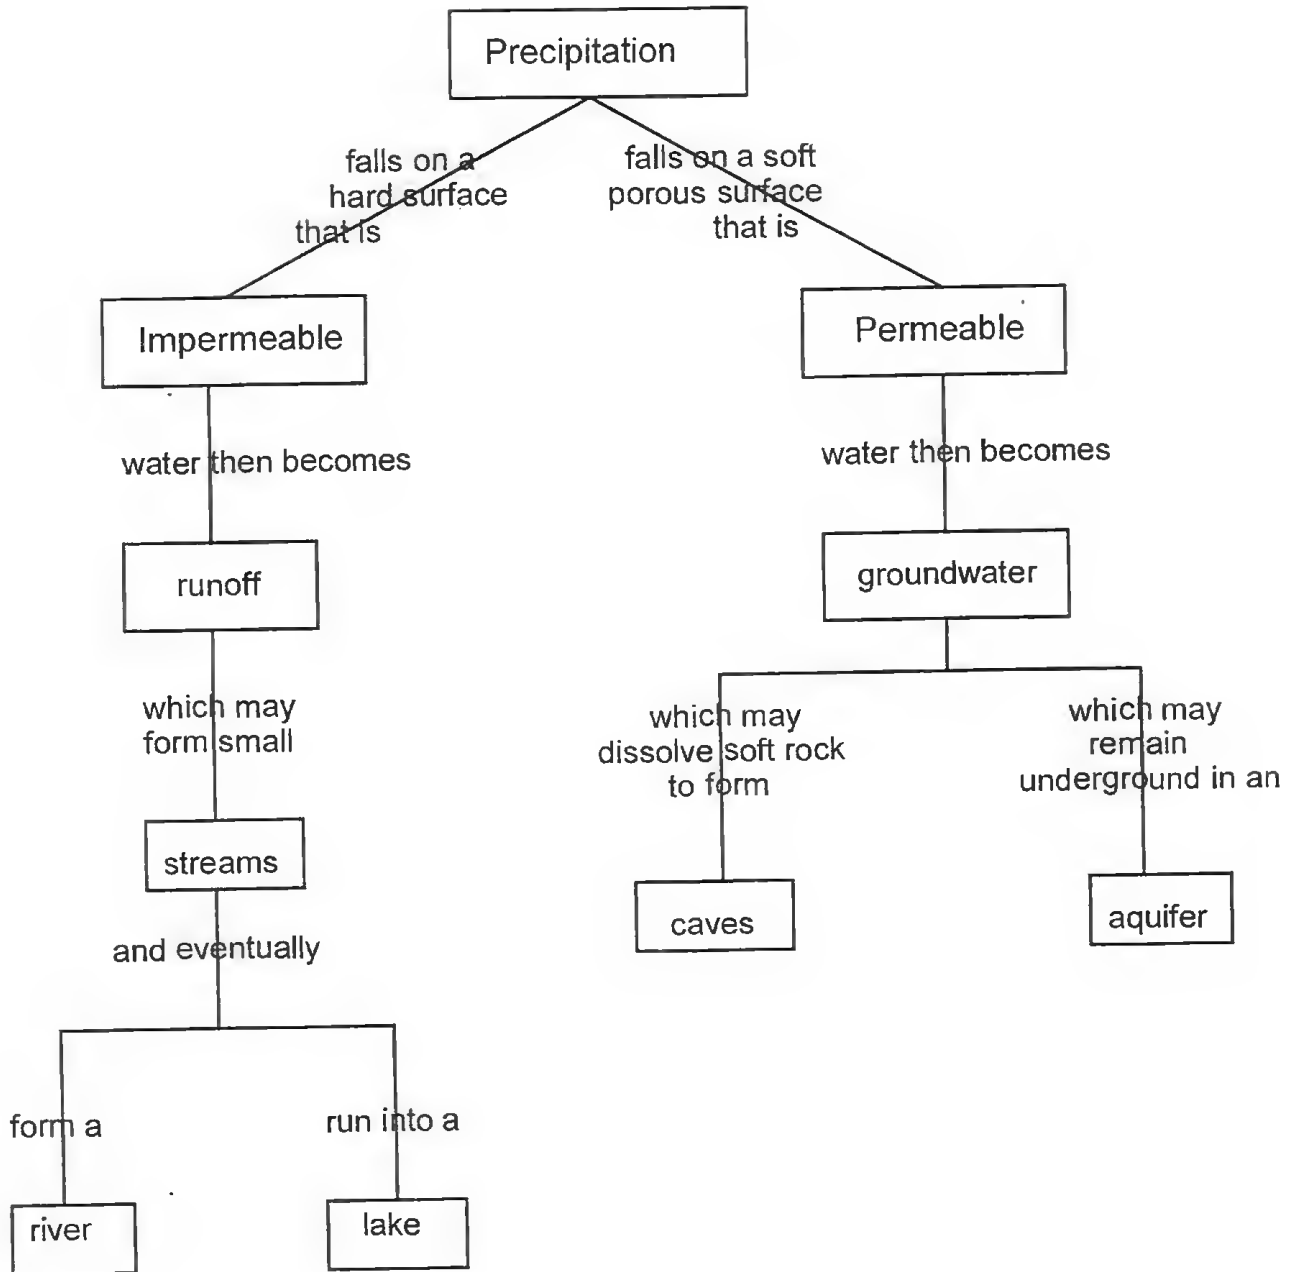 Precipitation
falls on a
hard surface
that is
falls on a soft
porous surface
that is
Impermeable
Permeable
water then becomes
water then becomes
runoff
groundwater
which may
form small
which may
dissolve soft rock
to form
which may
remain
underground in an
streams
caves
aquifer
and eventually
form a
run into a
river
lake